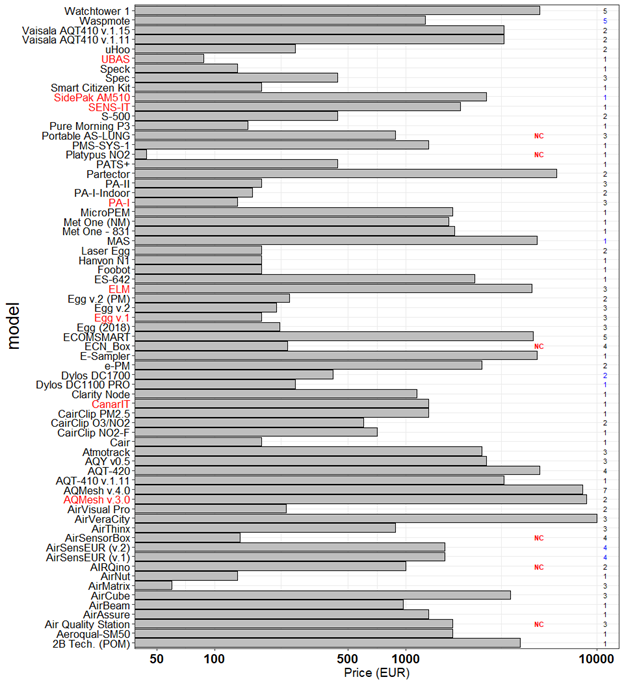 Watchtower 1 5
Waspmote 5
Vaisala AQT410 v.1.15 2
Vaisala AQT410 v.1.11 2
uHoo 2
UBAS 1
Speck 1
Spec 3
Smart Citizen Kit 1
SidePak AM510 1
SENS-IT 1
S-500 2
Pure Morning P3 1
Portable AS-LUNG NC 3
PMS-SYS-1 1
Platypus NO2 NC 1
PATS+ 1
Partector 2
PA-II 3
PA-I-Indoor 2
PA-I 3
MicroPEM 1
Met One (NM) 1
Met One - 831 1
MAS 1
Laser Egg 2
Hanvon N1 1
Foobot 1
ES-642 1
ELM 3
Egg v.2 (PM) 2
Egg v.2 3
Egg v.1 3
Egg (2018) 3
ECOMSMART 5
ECN_Box NC 4
E-Sampler 1
e-PM 2
Dylos DC1700 2
Dylos DC1100 PRO 1
Clarity Node 1
CanarIT 1
CairClip PM2.5 1
CairClip O3/NO2 2
CairClip NO2-F 1
Cair 1
Atmotrack 3
AQY v0.5 3
AQT-420 4
AQT-410 v.1.11 1
AQMesh v.4.0 7
AQMesh v.3.0 2
AirVisual Pro 2
AirVeraCity 3
AirThinx 3
AirSensorBox NC 4
AirSensEUR (v.2) 4
AirSensEUR (v.1) 4
AIRQino NC 2
AirNut 1
AirMatrix 3
AirCube 3
AirBeam 1
AirAssure 1
Air Quality Station NC 3
Aeroqual-SM50 1
2B Tech. (POM) 1
model
50 100 500 1000 10000
Price (EUR)